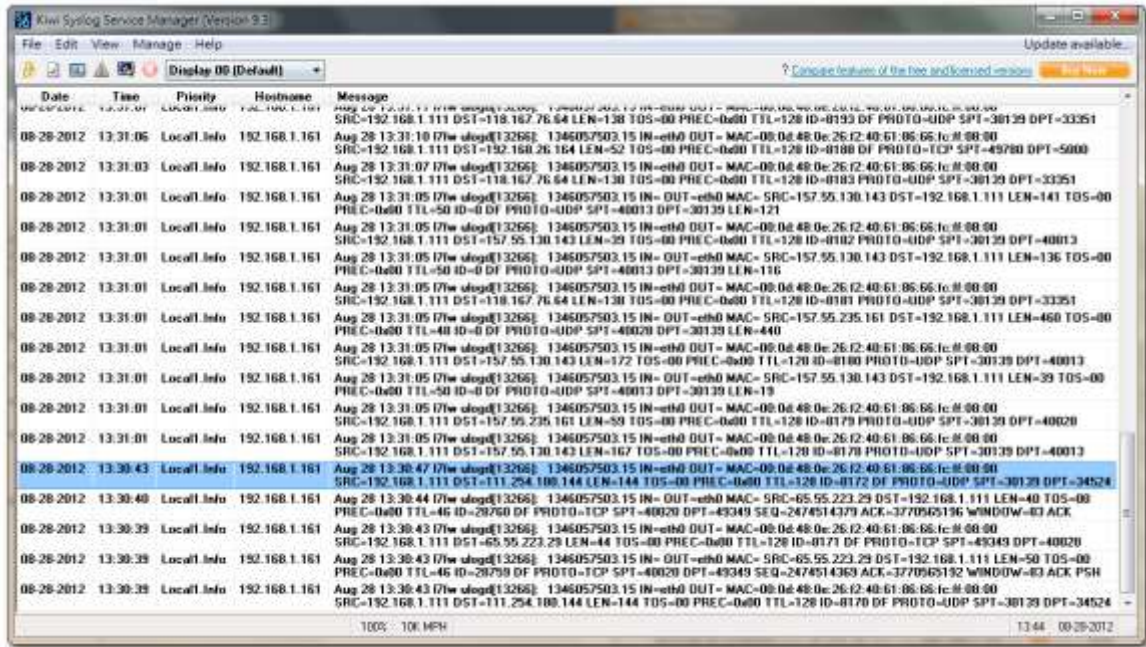 Kiwi Syslog Service Manager (Version 9.3)
File Edit View Manage Help Update available...
Display 00 (Default) ? Compare features of the free and licensed versions Buy Now
Date Time Priority Hostname Message
SRC=192.168.1.111 DST=118.167.76.64 LEN=138 TOS=00 PREC=0x00 TTL=128 ID=8193 DF PROTO=UDP SPT=30139 DPT=33351
08-28-2012 13:31:06 Local1.Info 192.168.1.161 Aug 28 13:31:10 l7fw ulogd[13266]: 1346057503.15 IN=eth0 OUT= MAC=00:0d:48:0e:26:f2:40:61:86:66:fc:ff:08:00
SRC=192.168.1.111 DST=192.168.26.164 LEN=52 TOS=00 PREC=0x00 TTL=128 ID=8188 DF PROTO=TCP SPT=49780 DPT=5000
08-28-2012 13:31:03 Local1.Info 192.168.1.161 Aug 28 13:31:07 l7fw ulogd[13266]: 1346057503.15 IN=eth0 OUT= MAC=00:0d:48:0e:26:f2:40:61:86:66:fc:ff:08:00
SRC=192.168.1.111 DST=118.167.76.64 LEN=138 TOS=00 PREC=0x00 TTL=128 ID=8183 PROTO=UDP SPT=30139 DPT=33351
08-28-2012 13:31:01 Local1.Info 192.168.1.161 Aug 28 13:31:05 l7fw ulogd[13266]: 1346057503.15 IN= OUT=eth0 MAC= SRC=157.55.130.143 DST=192.168.1.111 LEN=141 TOS=00
PREC=0x00 TTL=50 ID=0 DF PROTO=UDP SPT=40013 DPT=30139 LEN=121
08-28-2012 13:31:01 Local1.Info 192.168.1.161 Aug 28 13:31:05 l7fw ulogd[13266]: 1346057503.15 IN=eth0 OUT= MAC=00:0d:48:0e:26:f2:40:61:86:66:fc:ff:08:00
SRC=192.168.1.111 DST=157.55.130.143 LEN=39 TOS=00 PREC=0x00 TTL=128 ID=8182 PROTO=UDP SPT=30139 DPT=40013
08-28-2012 13:31:01 Local1.Info 192.168.1.161 Aug 28 13:31:05 l7fw ulogd[13266]: 1346057503.15 IN= OUT=eth0 MAC= SRC=157.55.130.143 DST=192.168.1.111 LEN=136 TOS=00
PREC=0x00 TTL=50 ID=0 DF PROTO=UDP SPT=40013 DPT=30139 LEN=116
08-28-2012 13:31:01 Local1.Info 192.168.1.161 Aug 28 13:31:05 l7fw ulogd[13266]: 1346057503.15 IN=eth0 OUT= MAC=00:0d:48:0e:26:f2:40:61:86:66:fc:ff:08:00
SRC=192.168.1.111 DST=118.167.76.64 LEN=138 TOS=00 PREC=0x00 TTL=128 ID=8181 PROTO=UDP SPT=30139 DPT=33351
08-28-2012 13:31:01 Local1.Info 192.168.1.161 Aug 28 13:31:05 l7fw ulogd[13266]: 1346057503.15 IN= OUT=eth0 MAC= SRC=157.55.235.161 DST=192.168.1.111 LEN=460 TOS=00
PREC=0x00 TTL=48 ID=0 DF PROTO=UDP SPT=40020 DPT=30139 LEN=440
08-28-2012 13:31:01 Local1.Info 192.168.1.161 Aug 28 13:31:05 l7fw ulogd[13266]: 1346057503.15 IN=eth0 OUT= MAC=00:0d:48:0e:26:f2:40:61:86:66:fc:ff:08:00
SRC=192.168.1.111 DST=157.55.130.143 LEN=172 TOS=00 PREC=0x00 TTL=128 ID=8180 PROTO=UDP SPT=30139 DPT=40013
08-28-2012 13:31:01 Local1.Info 192.168.1.161 Aug 28 13:31:05 l7fw ulogd[13266]: 1346057503.15 IN= OUT=eth0 MAC= SRC=157.55.130.143 DST=192.168.1.111 LEN=39 TOS=00
PREC=0x00 TTL=50 ID=0 DF PROTO=UDP SPT=40013 DPT=30139 LEN=19
08-28-2012 13:31:01 Local1.Info 192.168.1.161 Aug 28 13:31:05 l7fw ulogd[13266]: 1346057503.15 IN=eth0 OUT= MAC=00:0d:48:0e:26:f2:40:61:86:66:fc:ff:08:00
SRC=192.168.1.111 DST=157.55.235.161 LEN=59 TOS=00 PREC=0x00 TTL=128 ID=8179 PROTO=UDP SPT=30139 DPT=40020
08-28-2012 13:31:01 Local1.Info 192.168.1.161 Aug 28 13:31:05 l7fw ulogd[13266]: 1346057503.15 IN=eth0 OUT= MAC=00:0d:48:0e:26:f2:40:61:86:66:fc:ff:08:00
SRC=192.168.1.111 DST=157.55.130.143 LEN=167 TOS=00 PREC=0x00 TTL=128 ID=8178 PROTO=UDP SPT=30139 DPT=40013
08-28-2012 13:30:43 Local1.Info 192.168.1.161 Aug 28 13:30:47 l7fw ulogd[13266]: 1346057503.15 IN=eth0 OUT= MAC=00:0d:48:0e:26:f2:40:61:86:66:fc:ff:08:00
SRC=192.168.1.111 DST=111.254.180.144 LEN=144 TOS=00 PREC=0x00 TTL=128 ID=8172 DF PROTO=UDP SPT=30139 DPT=34524
08-28-2012 13:30:40 Local1.Info 192.168.1.161 Aug 28 13:30:44 l7fw ulogd[13266]: 1346057503.15 IN= OUT=eth0 MAC= SRC=65.55.223.29 DST=192.168.1.111 LEN=40 TOS=00
PREC=0x00 TTL=46 ID=28760 DF PROTO=TCP SPT=40020 DPT=49349 SEQ=2474514379 ACK=3770565196 WINDOW=83 ACK
08-28-2012 13:30:39 Local1.Info 192.168.1.161 Aug 28 13:30:43 l7fw ulogd[13266]: 1346057503.15 IN=eth0 OUT= MAC=00:0d:48:0e:26:f2:40:61:86:66:fc:ff:08:00
SRC=192.168.1.111 DST=65.55.223.29 LEN=44 TOS=00 PREC=0x00 TTL=128 ID=8171 DF PROTO=TCP SPT=49349 DPT=40020
08-28-2012 13:30:39 Local1.Info 192.168.1.161 Aug 28 13:30:43 l7fw ulogd[13266]: 1346057503.15 IN= OUT=eth0 MAC= SRC=65.55.223.29 DST=192.168.1.111 LEN=50 TOS=00
PREC=0x00 TTL=46 ID=28759 DF PROTO=TCP SPT=40020 DPT=49349 SEQ=2474514369 ACK=3770565192 WINDOW=83 ACK PSH
08-28-2012 13:30:39 Local1.Info 192.168.1.161 Aug 28 13:30:43 l7fw ulogd[13266]: 1346057503.15 IN=eth0 OUT= MAC=00:0d:48:0e:26:f2:40:61:86:66:fc:ff:08:00
SRC=192.168.1.111 DST=111.254.180.144 LEN=144 TOS=00 PREC=0x00 TTL=128 ID=8170 DF PROTO=UDP SPT=30139 DPT=34524
100% 10K MPH 13:44 08-28-2012